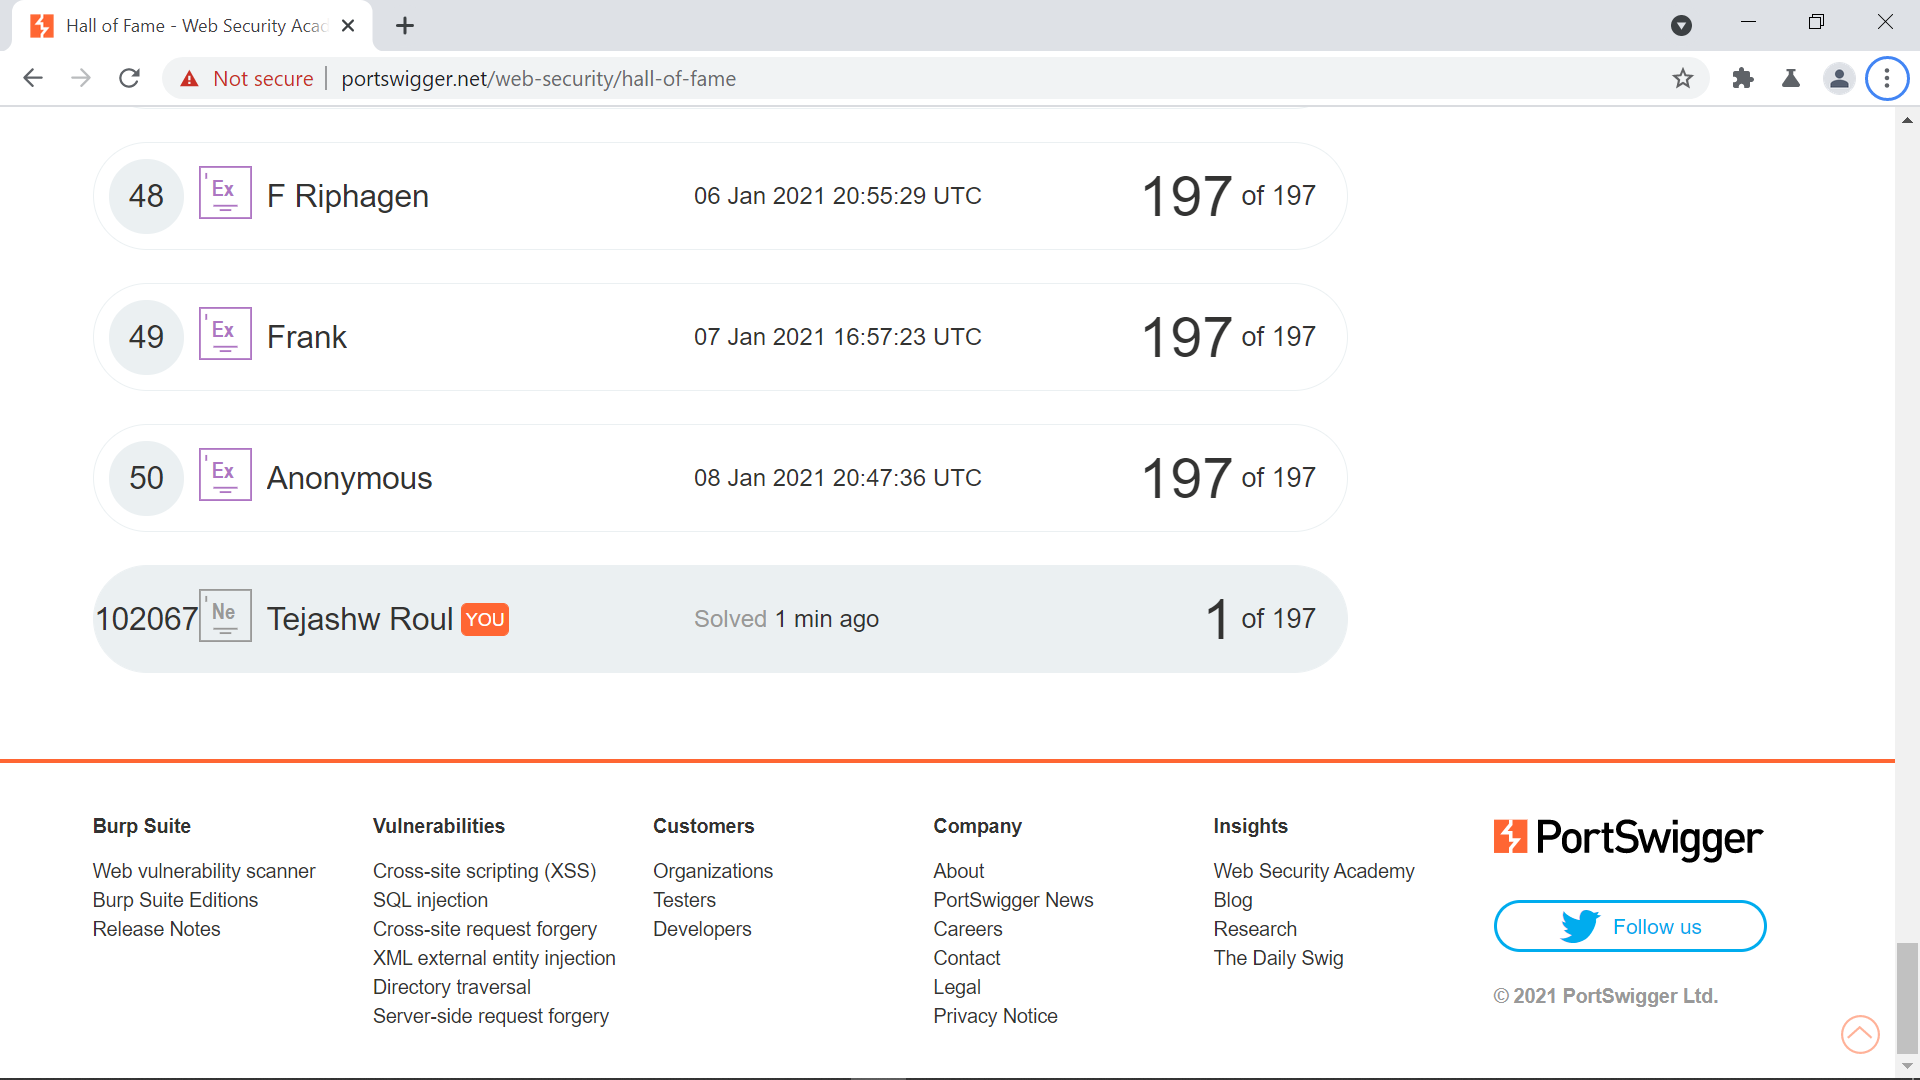 Hall of Fame - Web Security Acad
Not secure | portswigger.net/web-security/hall-of-fame
48 Ex F Riphagen 06 Jan 2021 20:55:29 UTC 197 of 197
49 Ex Frank 07 Jan 2021 16:57:23 UTC 197 of 197
50 Ex Anonymous 08 Jan 2021 20:47:36 UTC 197 of 197
102067 Ne Tejashw Roul YOU Solved 1 min ago 1 of 197
Burp Suite
Web vulnerability scanner
Burp Suite Editions
Release Notes
Vulnerabilities
Cross-site scripting (XSS)
SQL injection
Cross-site request forgery
XML external entity injection
Directory traversal
Server-side request forgery
Customers
Organizations
Testers
Developers
Company
About
PortSwigger News
Careers
Contact
Legal
Privacy Notice
Insights
Web Security Academy
Blog
Research
The Daily Swig
PortSwigger
Follow us
© 2021 PortSwigger Ltd.